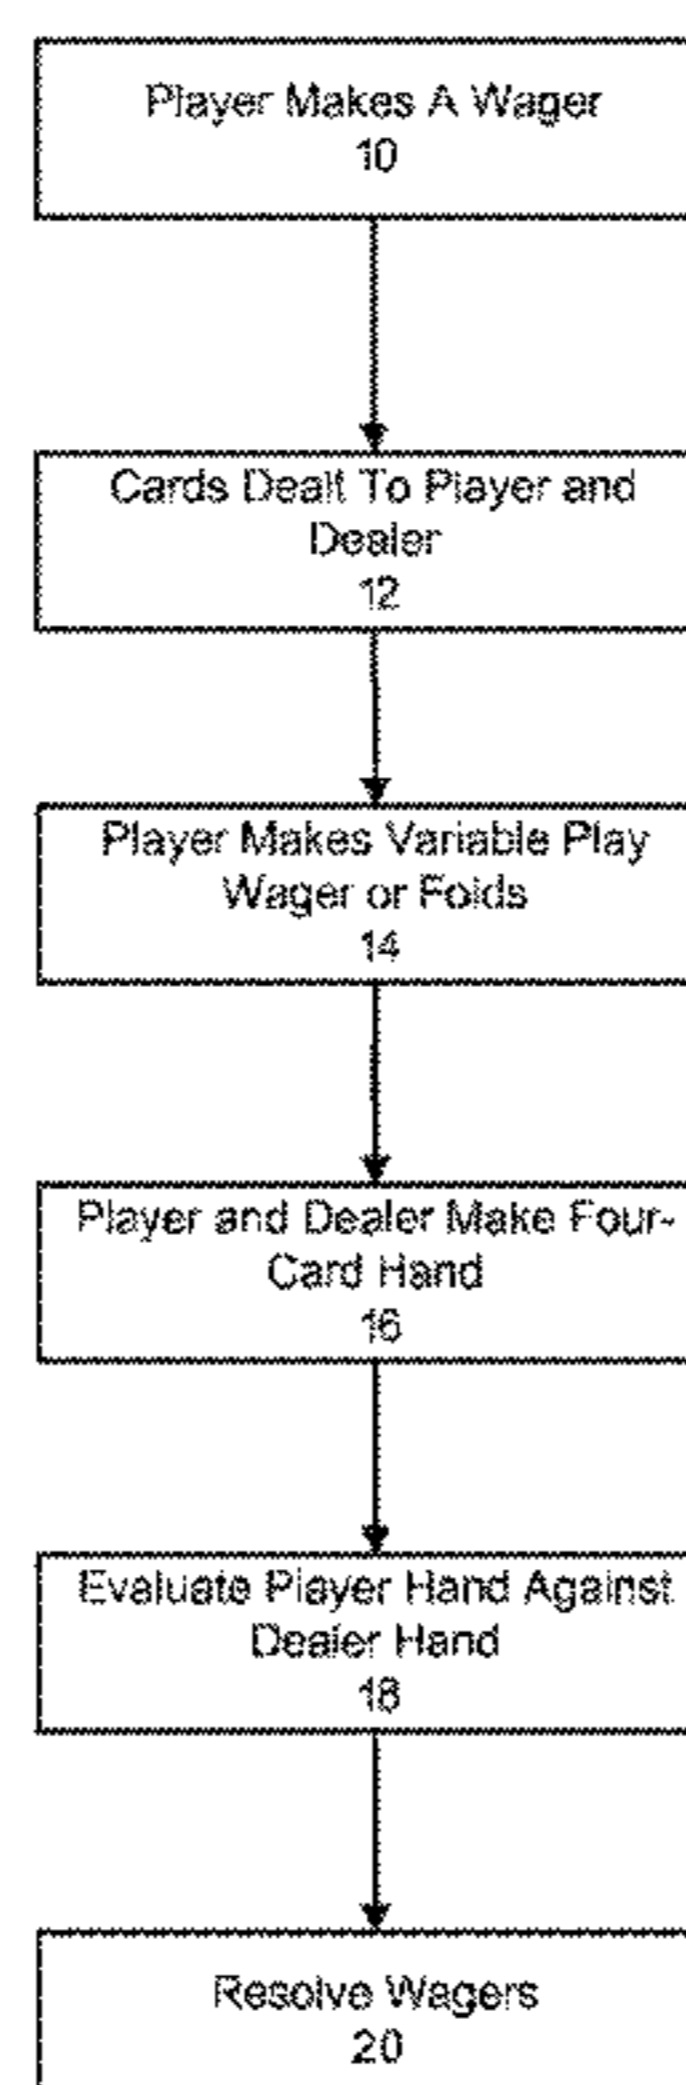 Player Makes A Wager
10
Cards Dealt To Player and
Dealer
12
Player Makes Variable Play
Wager or Folds
14
Player and Dealer Make Four-
Card Hand
16
Evaluate Player Hand Against
Dealer Hand
18
Resolve Wagers
20